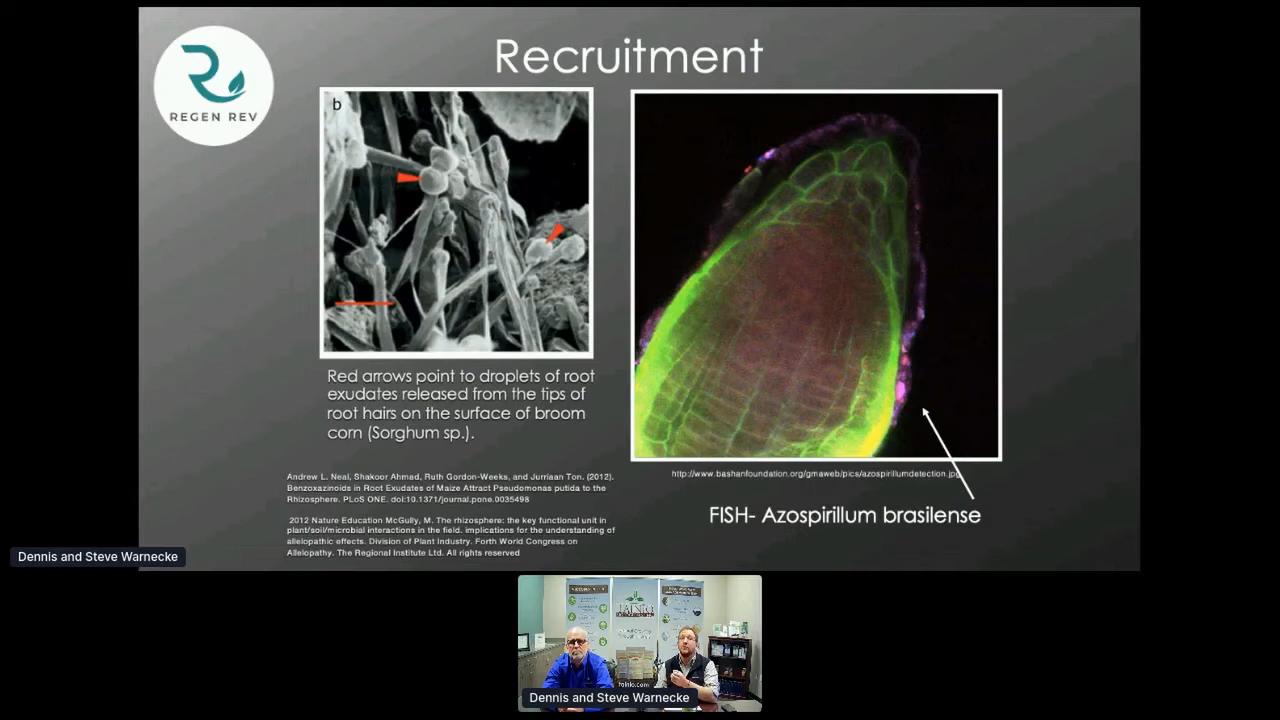 Recruitment
REGEN REV
b
Red arrows point to droplets of root
exudates released from the tips of
root hairs on the surface of broom
corn (Sorghum sp.).
Andrew L. Neal, Shakoor Ahmad, Ruth Gordon-Weeks, and Jurriaan Ton. (2012).
Benzoxazinoids in Root Exudates of Maize Attract Pseudomonas putida to the
Rhizosphere. PLoS ONE. doi:10.1371/journal.pone.0035498
2012 Nature Education McGully, M. The rhizosphere: the key functional unit in
plant/soil/microbial interactions in the field. implications for the understanding of
allelopathic effects. Division of Plant Industry. Forth World Congress on
Allelopathy. The Regional Institute Ltd. All rights reserved
http://www.bashanfoundation.org/gmaweb/pics/azospirillumdetection.jpg
FISH- Azospirillum brasilense
Dennis and Steve Warnecke
TAINIO
tainio.com
Dennis and Steve Warnecke